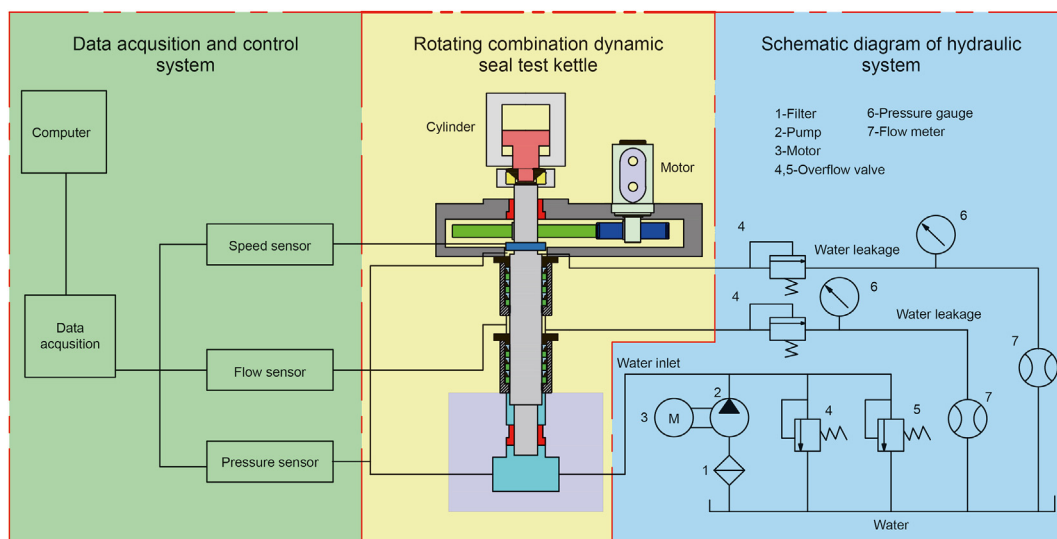 Data acqusition and control
system
Rotating combination dynamic
seal test kettle
Schematic diagram of hydraulic
system
Computer
Speed sensor
Data
acqusition
Flow sensor
Pressure sensor
Cylinder
Motor
1-Filter
2-Pump
3-Motor
4,5-Overflow valve
6-Pressure gauge
7-Flow meter
4
Water leakage
6
4
6
Water leakage
7
Water inlet
2
3
M
4
5
7
1
Water